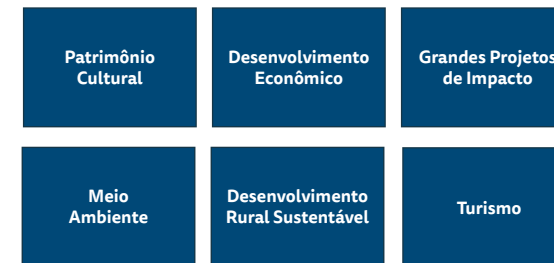 Patrimônio
Cultural
Desenvolvimento
Econômico
Grandes Projetos
de Impacto
Meio
Ambiente
Desenvolvimento
Rural Sustentável
Turismo